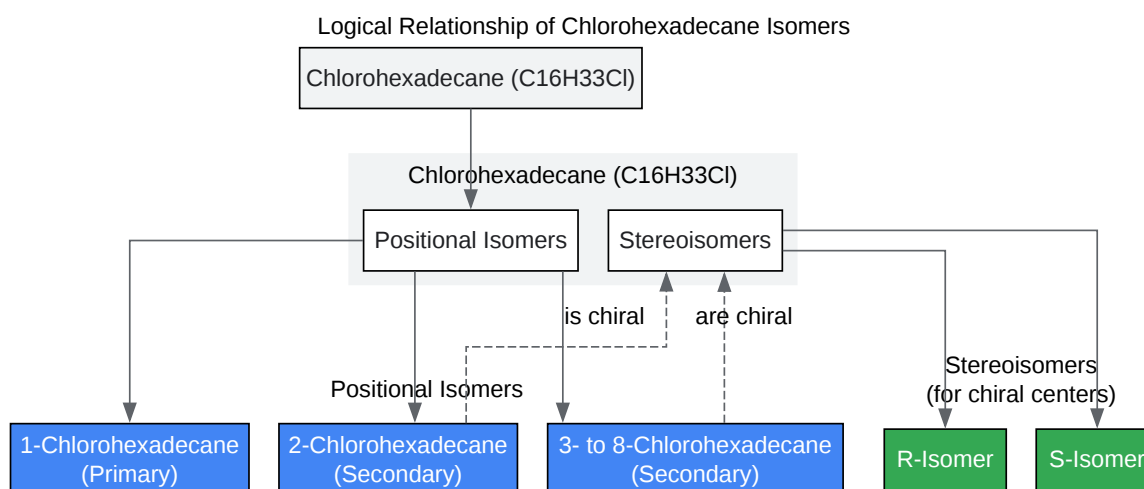 Logical Relationship of Chlorohexadecane Isomers
Chlorohexadecane (C16H33Cl)
Chlorohexadecane (C16H33Cl)
Positional Isomers
Stereoisomers
is chiral
are chiral
Positional Isomers
Stereoisomers
(for chiral centers)
1-Chlorohexadecane
(Primary)
2-Chlorohexadecane
(Secondary)
3- to 8-Chlorohexadecane
(Secondary)
R-Isomer
S-Isomer